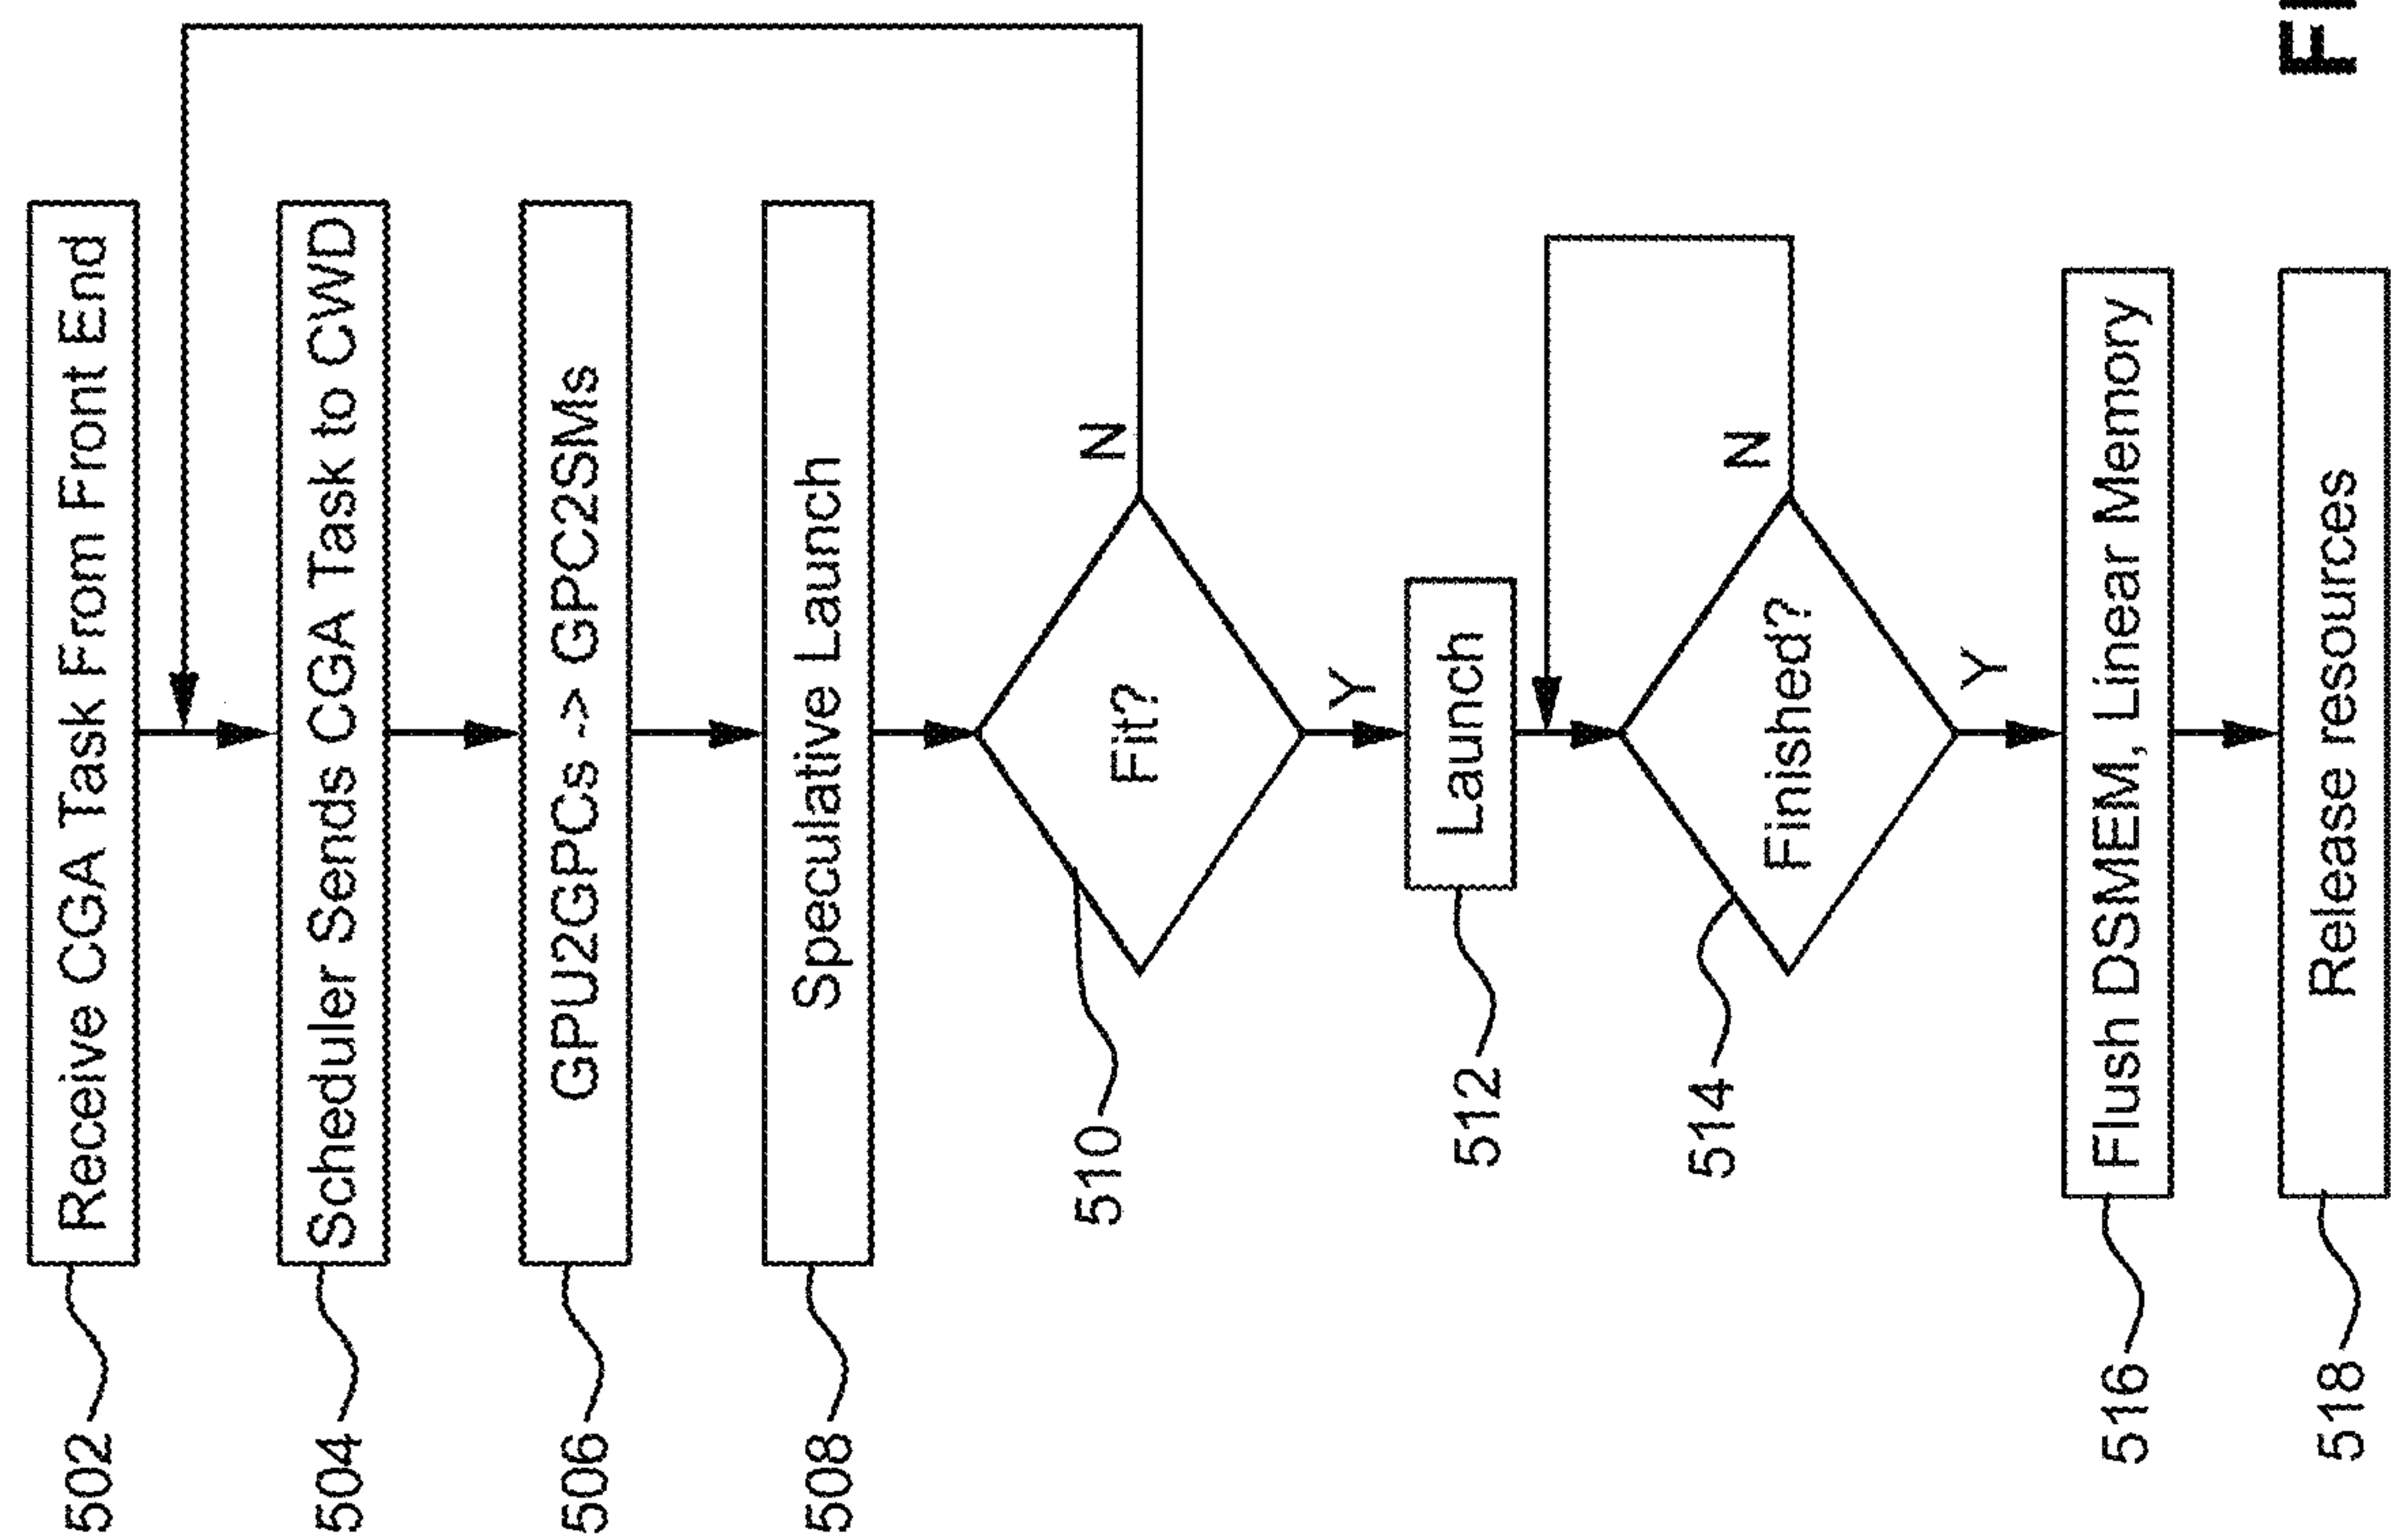 502
Receive CGA Task From Front End
504
Scheduler Sends CGA Task to CWD
506
GPU2GPCs -> GPC2SMs
508
Speculative Launch
510
Fit?
N
Y
512
Launch
514
Finished?
N
Y
516
Flush DSMEM, Linear Memory
518
Release resources